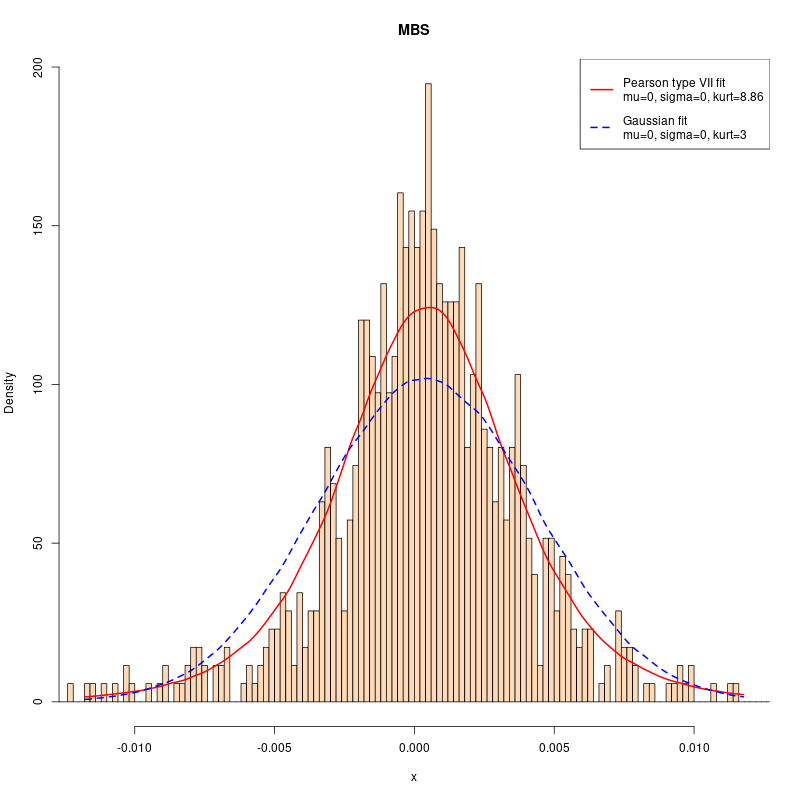 MBS
Pearson type VII fit
mu=0, sigma=0, kurt=8.86
Gaussian fit
mu=0, sigma=0, kurt=3
Density
200
150
100
50
0
-0.010 -0.005 0.000 0.005 0.010
x